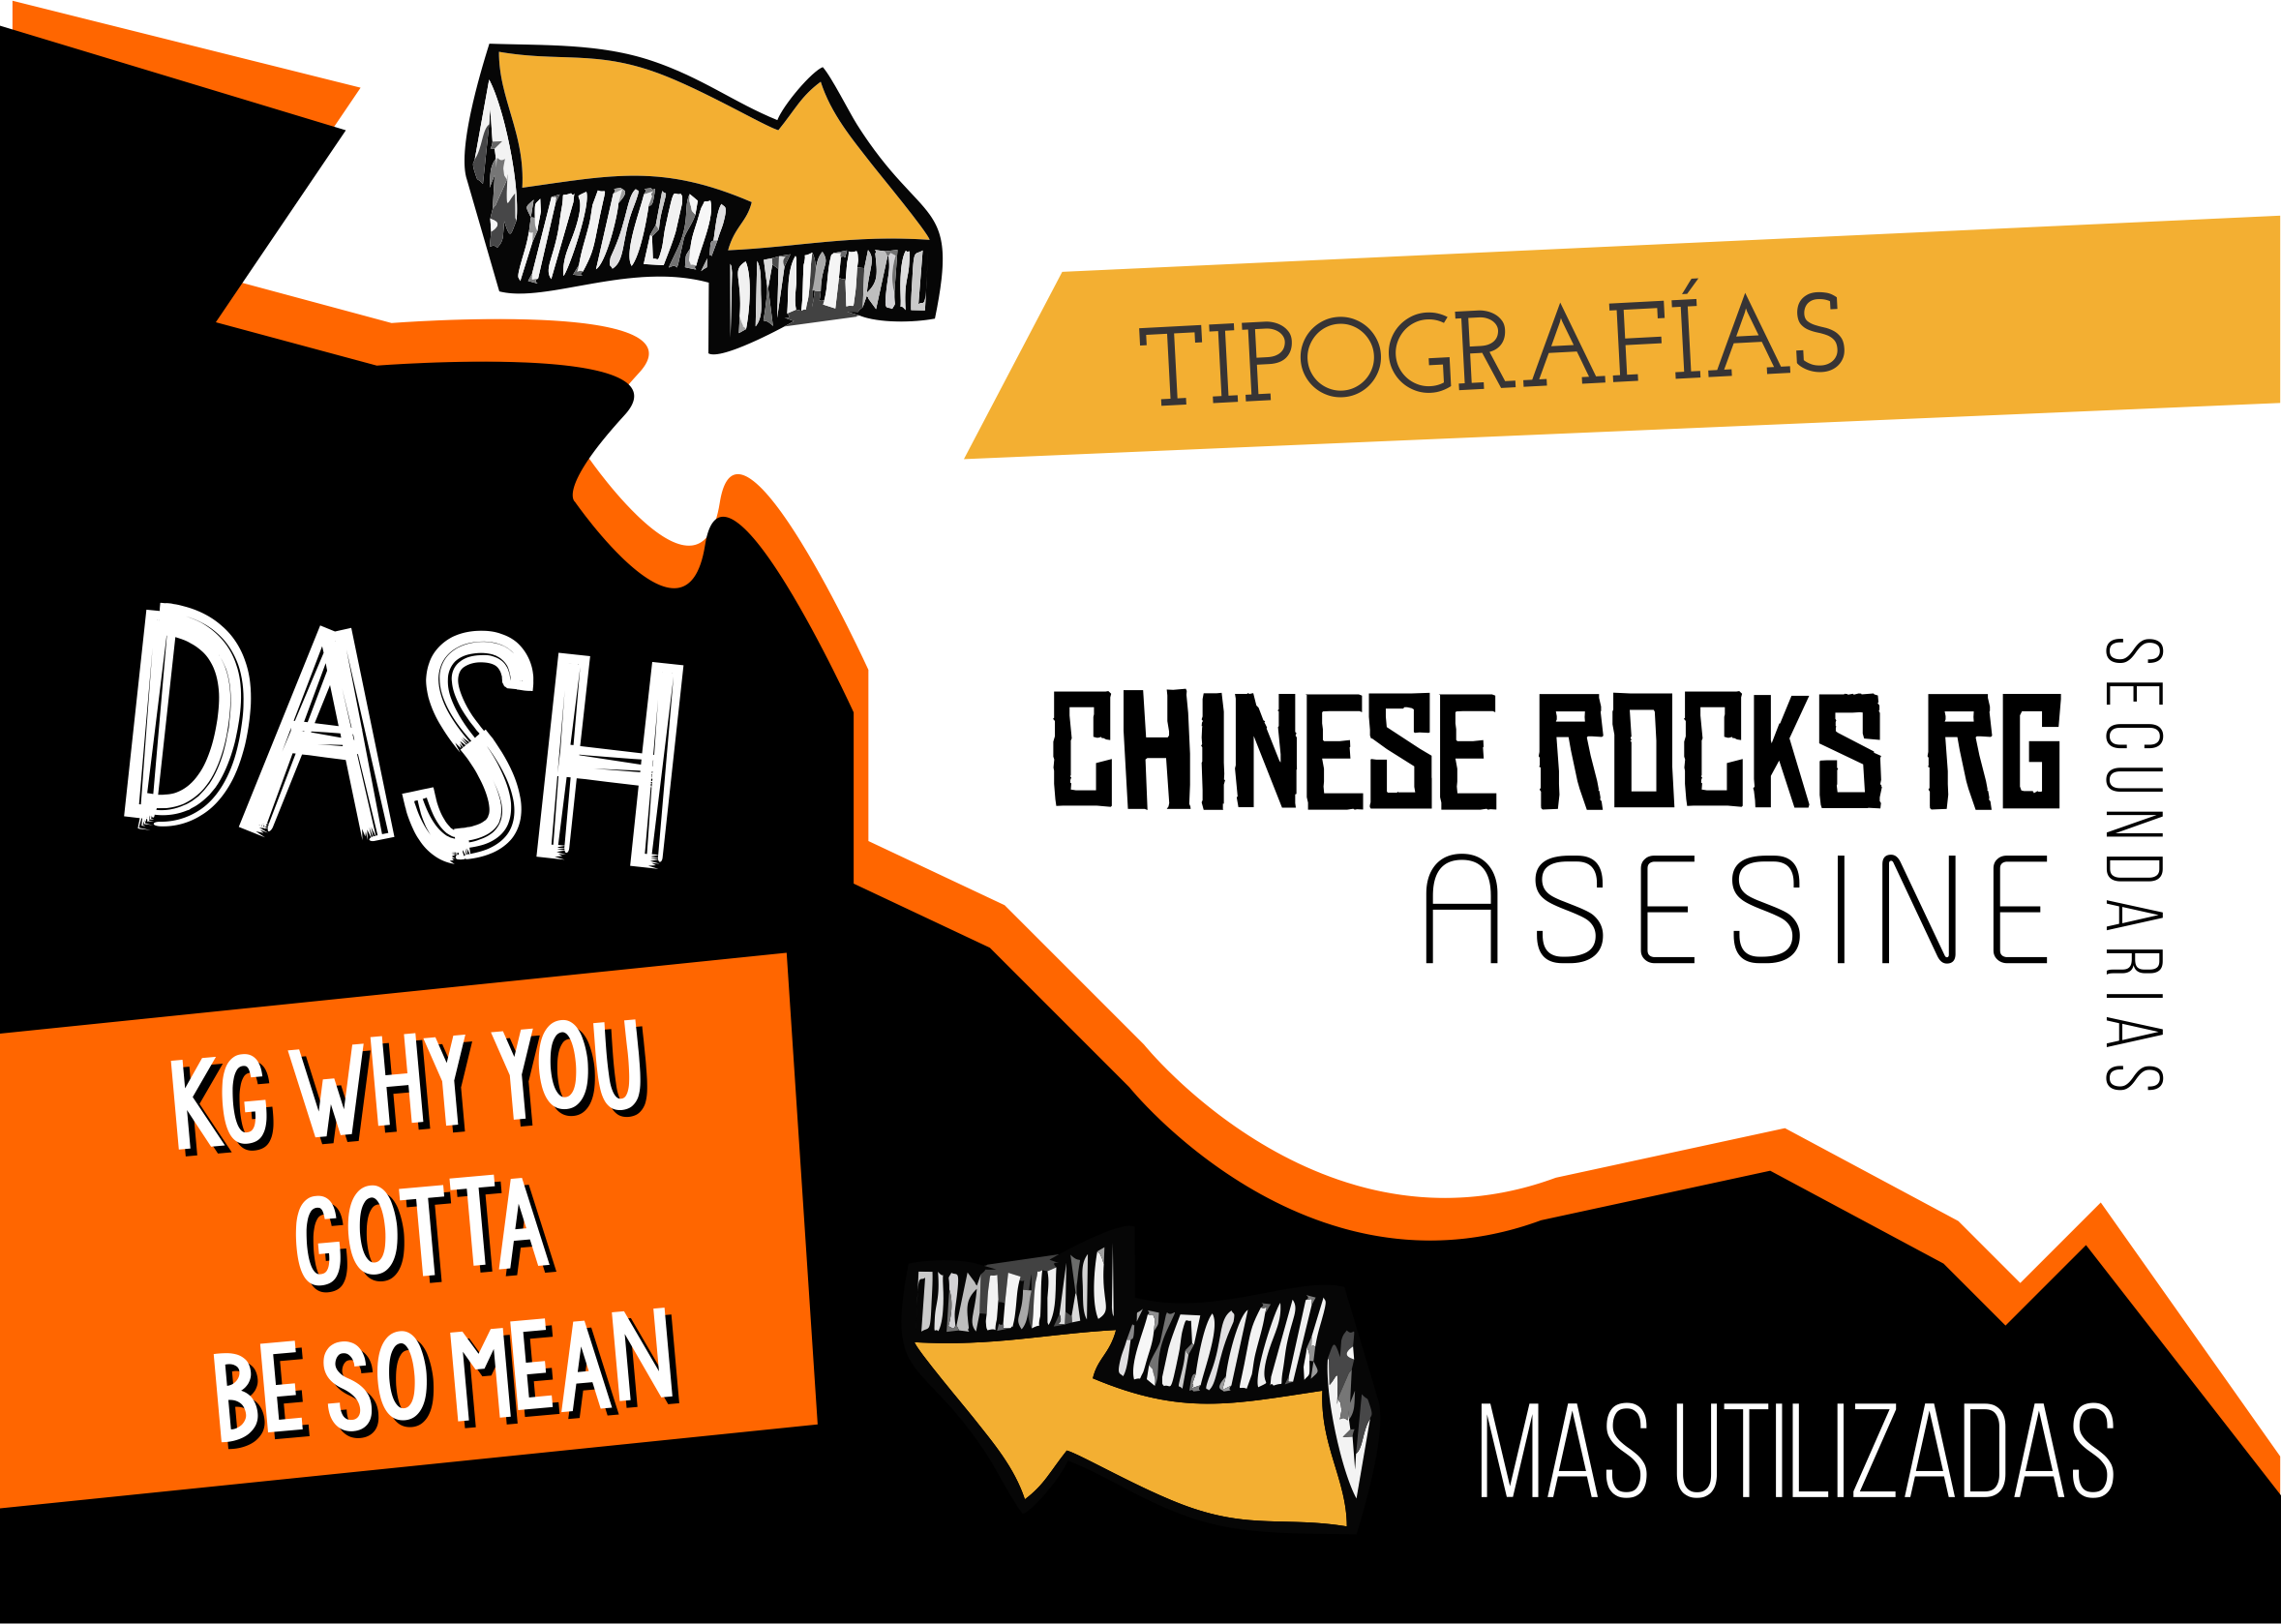 TIPOGRAFÍAS
DASH
CHINESE ROCKS RG
ASESINE
SECUNDARIAS
KG WHY YOU
GOTTA
BE SO MEAN
MAS UTILIZADAS